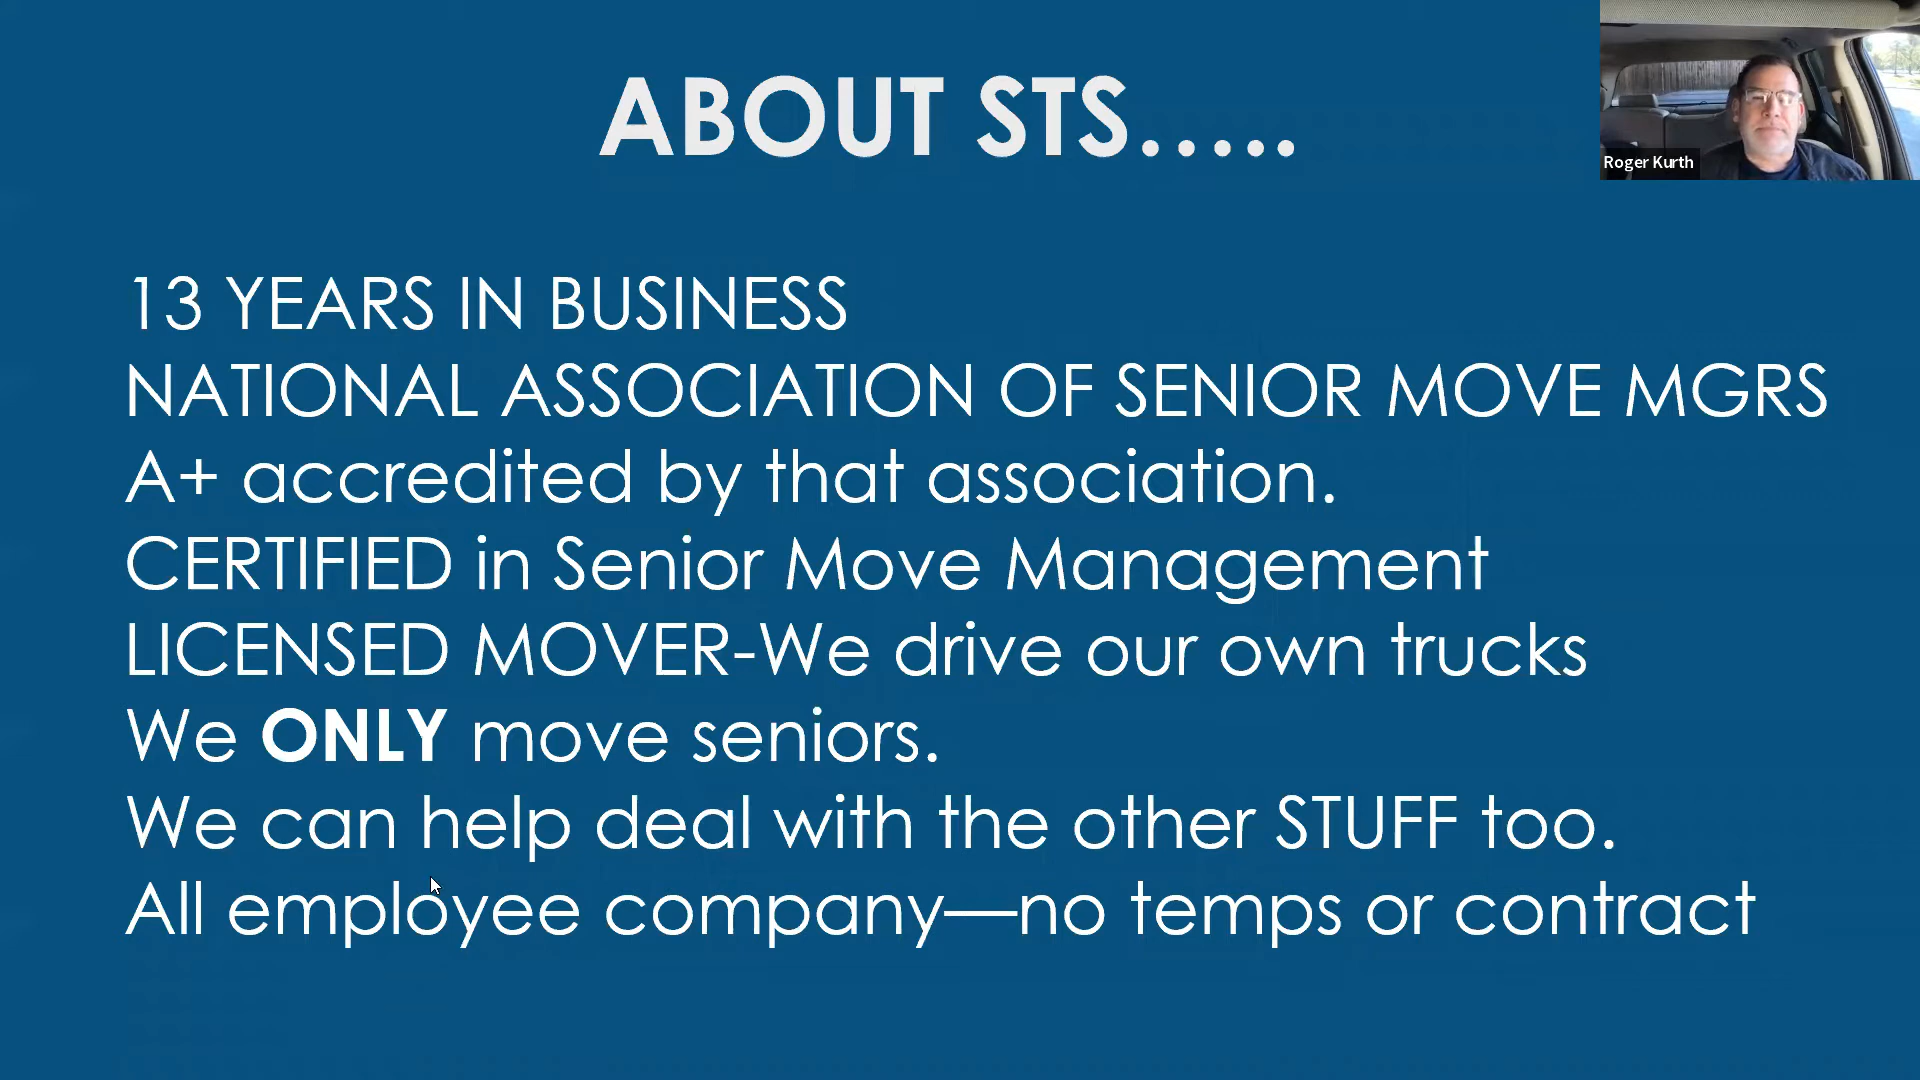 ABOUT STS.....
Roger Kurth
13 YEARS IN BUSINESS
NATIONAL ASSOCIATION OF SENIOR MOVE MGRS
A+ accredited by that association.
CERTIFIED in Senior Move Management
LICENSED MOVER-We drive our own trucks
We ONLY move seniors.
We can help deal with the other STUFF too.
All employee company—no temps or contract